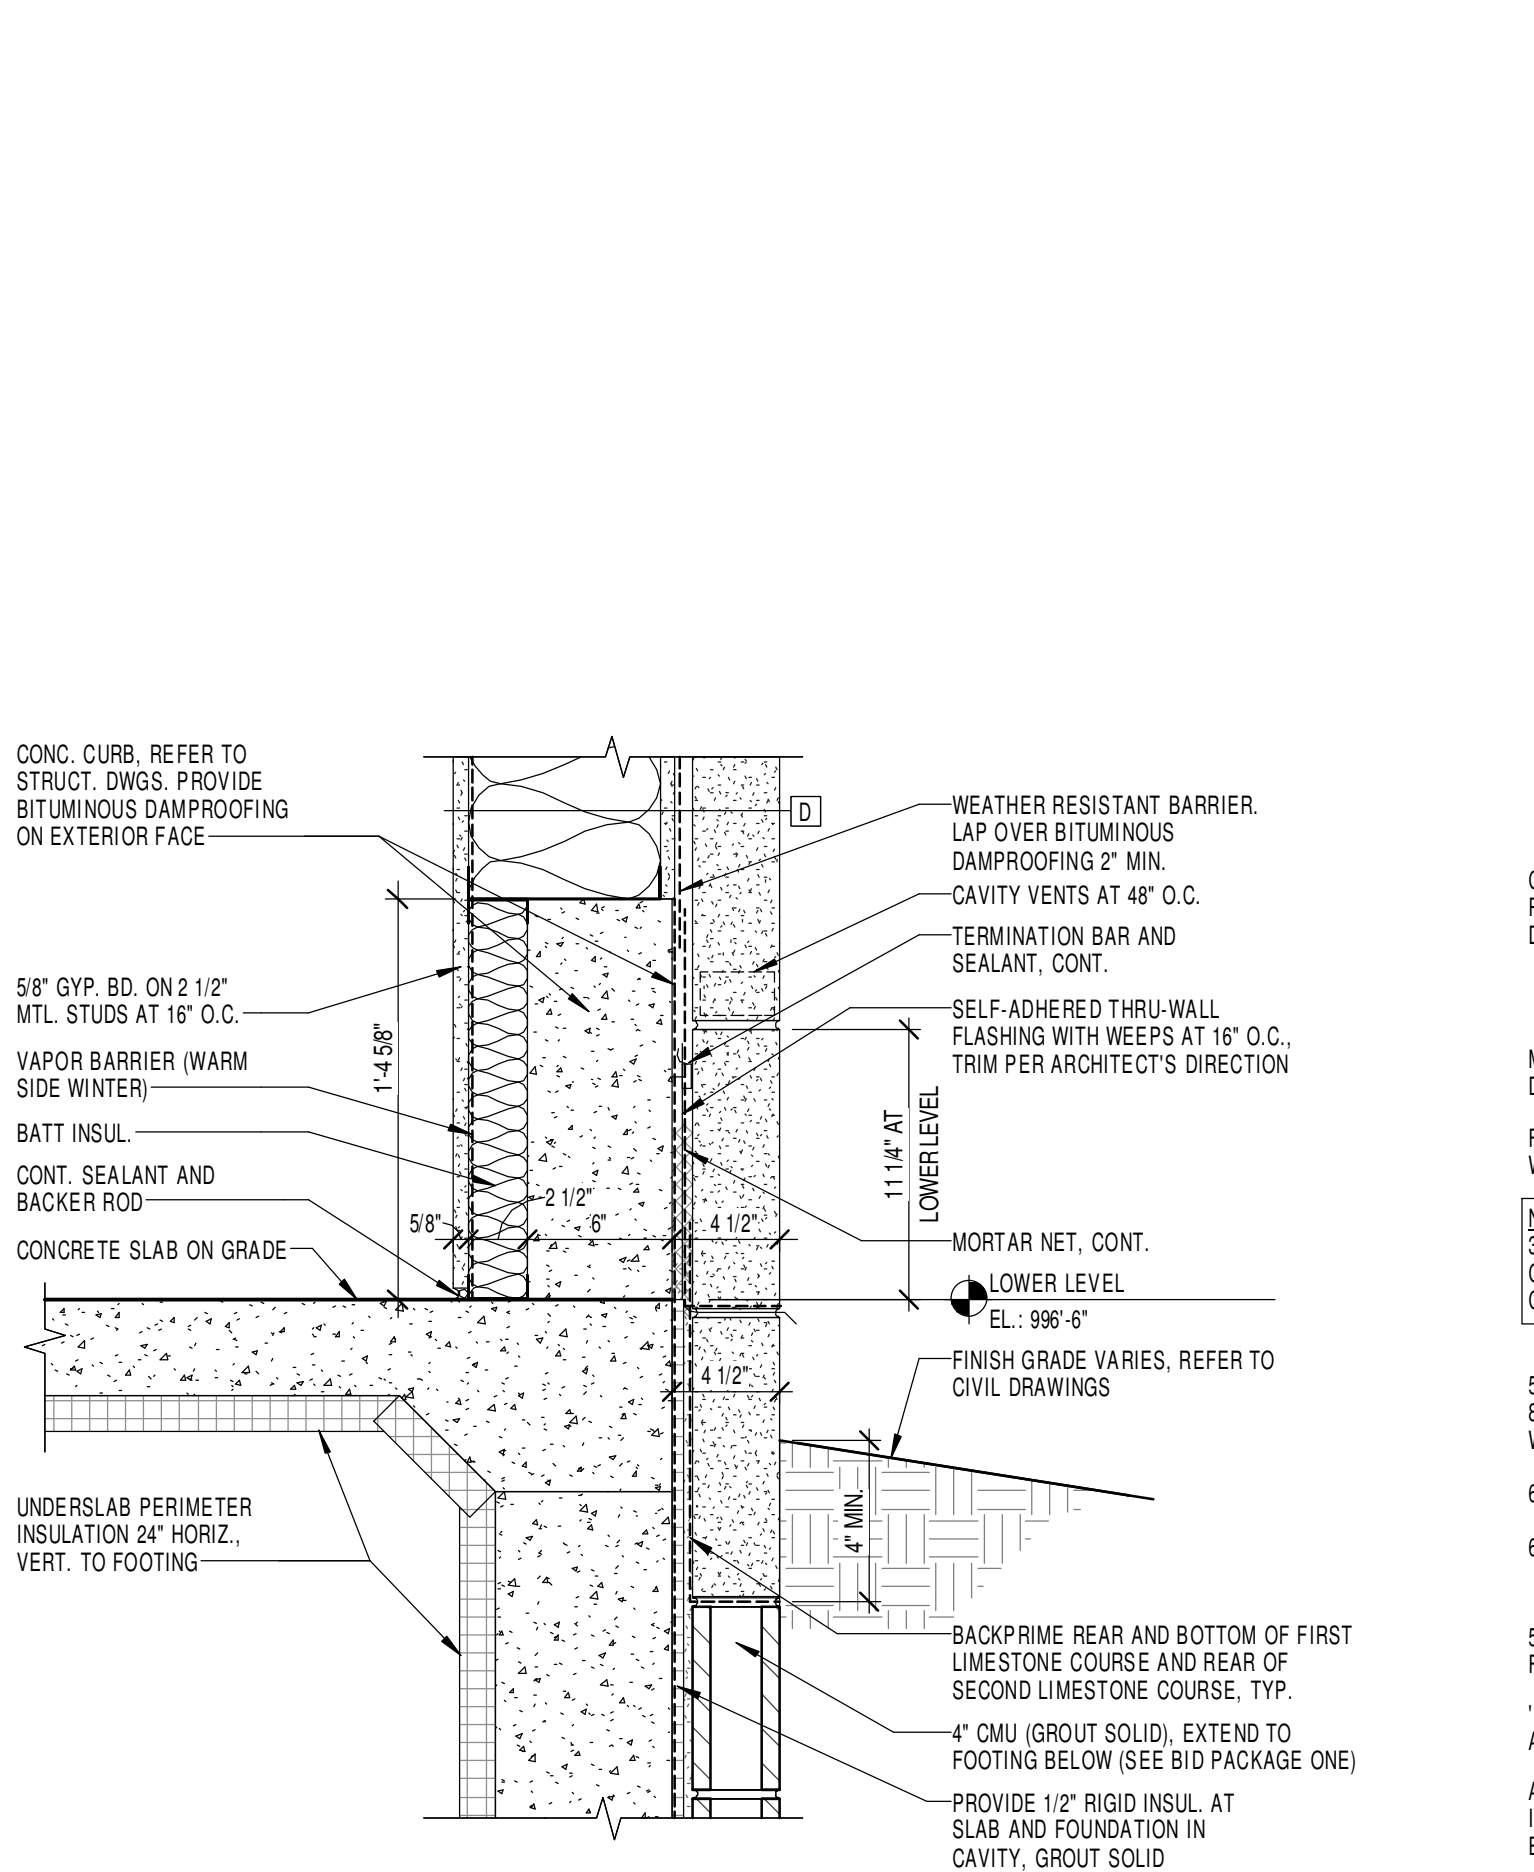 CONC. CURB, REFER TO
STRUCT. DWGS. PROVIDE
BITUMINOUS DAMPROOFING
ON EXTERIOR FACE
5/8" GYP. BD. ON 2 1/2"
MTL. STUDS AT 16" O.C.
VAPOR BARRIER (WARM
SIDE WINTER)
BATT INSUL.
CONT. SEALANT AND
BACKER ROD
CONCRETE SLAB ON GRADE
UNDERSLAB PERIMETER
INSULATION 24" HORIZ.,
VERT. TO FOOTING
1'-4 5/8"
5/8"
2 1/2"
6"
4 1/2"
4 1/2"
D
11 1/4" AT
LOWER LEVEL
4" MIN.
WEATHER RESISTANT BARRIER.
LAP OVER BITUMINOUS
DAMPROOFING 2" MIN.
CAVITY VENTS AT 48" O.C.
TERMINATION BAR AND
SEALANT, CONT.
SELF-ADHERED THRU-WALL
FLASHING WITH WEEPS AT 16" O.C.,
TRIM PER ARCHITECT'S DIRECTION
MORTAR NET, CONT.
LOWER LEVEL
EL.: 996'-6"
FINISH GRADE VARIES, REFER TO
CIVIL DRAWINGS
BACKPRIME REAR AND BOTTOM OF FIRST
LIMESTONE COURSE AND REAR OF
SECOND LIMESTONE COURSE, TYP.
4" CMU (GROUT SOLID), EXTEND TO
FOOTING BELOW (SEE BID PACKAGE ONE)
PROVIDE 1/2" RIGID INSUL. AT
SLAB AND FOUNDATION IN
CAVITY, GROUT SOLID